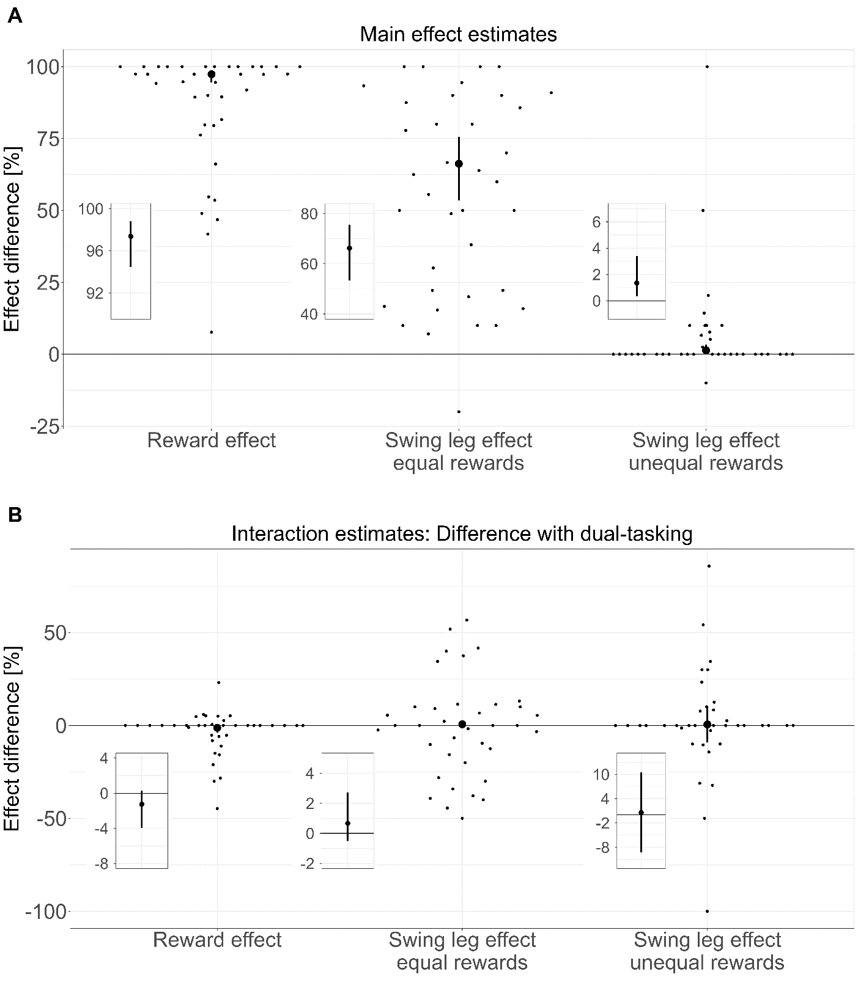 A
Main effect estimates
Effect difference [%]
100
75
50
25
0
-25
100
96
92
80
60
40
6
4
2
0
Reward effect
Swing leg effect
equal rewards
Swing leg effect
unequal rewards
B
Interaction estimates: Difference with dual-tasking
Effect difference [%]
50
0
-50
-100
4
0
-4
-8
4
2
0
-2
10
4
-2
-8
Reward effect
Swing leg effect
equal rewards
Swing leg effect
unequal rewards